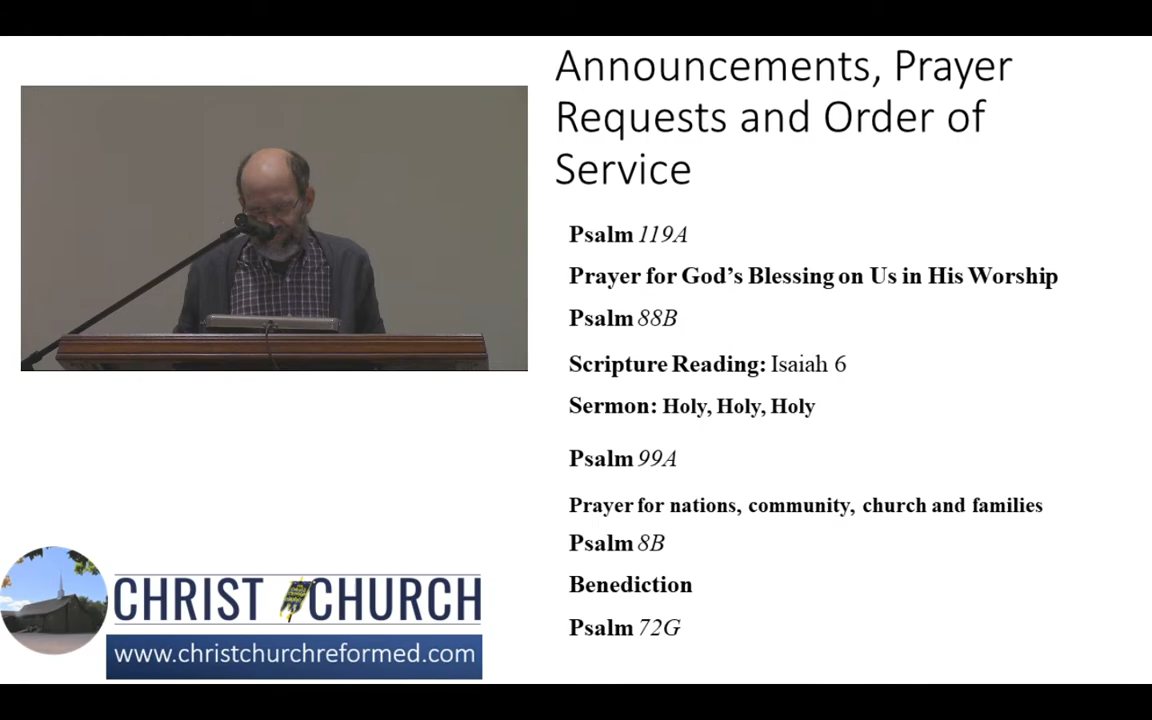 Announcements, Prayer
Requests and Order of
Service
Psalm 119A
Prayer for God’s Blessing on Us in His Worship
Psalm 88B
Scripture Reading: Isaiah 6
Sermon: Holy, Holy, Holy
Psalm 99A
Prayer for nations, community, church and families
Psalm 8B
Benediction
Psalm 72G
CHRIST CHURCH
www.christchurchreformed.com